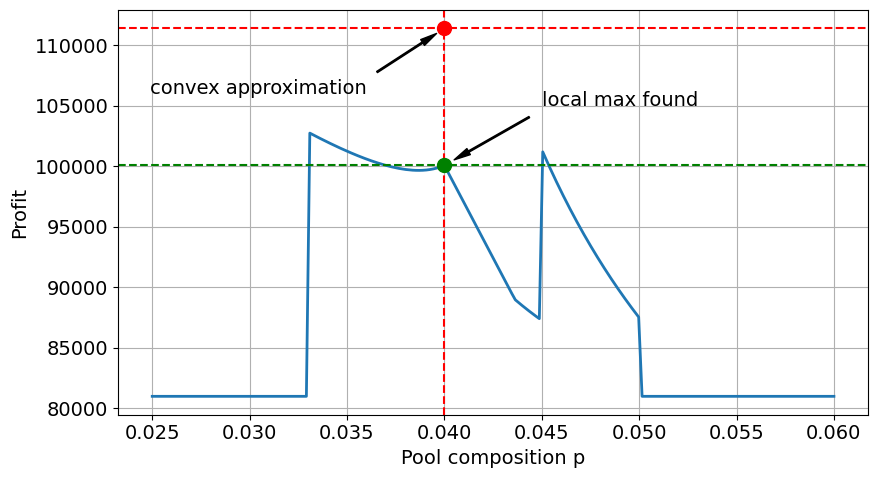 110000
convex approximation
105000
local max found
100000
Profit
95000
90000
85000
80000
0.025 0.030 0.035 0.040 0.045 0.050 0.055 0.060
Pool composition p